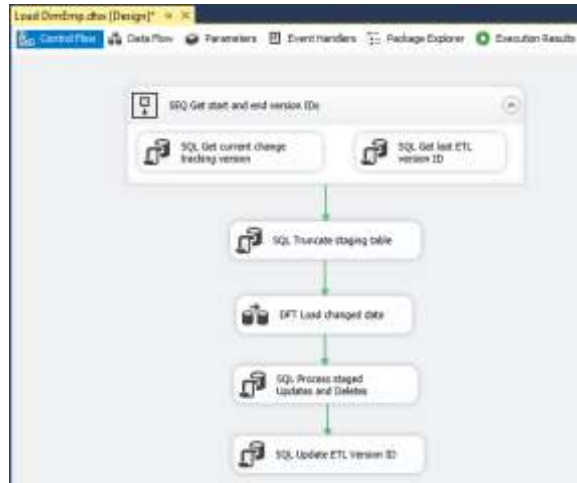 Load DimEmp.dtsx [Design]*
Control Flow Data Flow Parameters Event Handlers Package Explorer Execution Results
SEQ Get start and end version IDs
SQL Get current change
tracking version
SQL Get last ETL
version ID
SQL Truncate staging table
DFT Load changed data
SQL Process staged
Updates and Deletes
SQL Update ETL Version ID